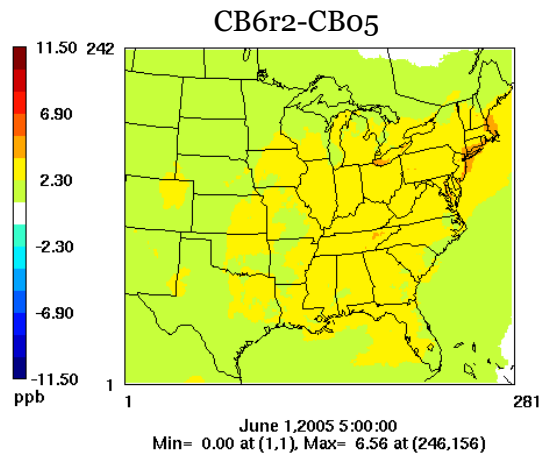 CB6r2-CB05
11.50
242
6.90
2.30
-2.30
-6.90
-11.50
1
ppb
1
281
June 1,2005 5:00:00
Min= 0.00 at (1,1), Max= 6.56 at (246,156)